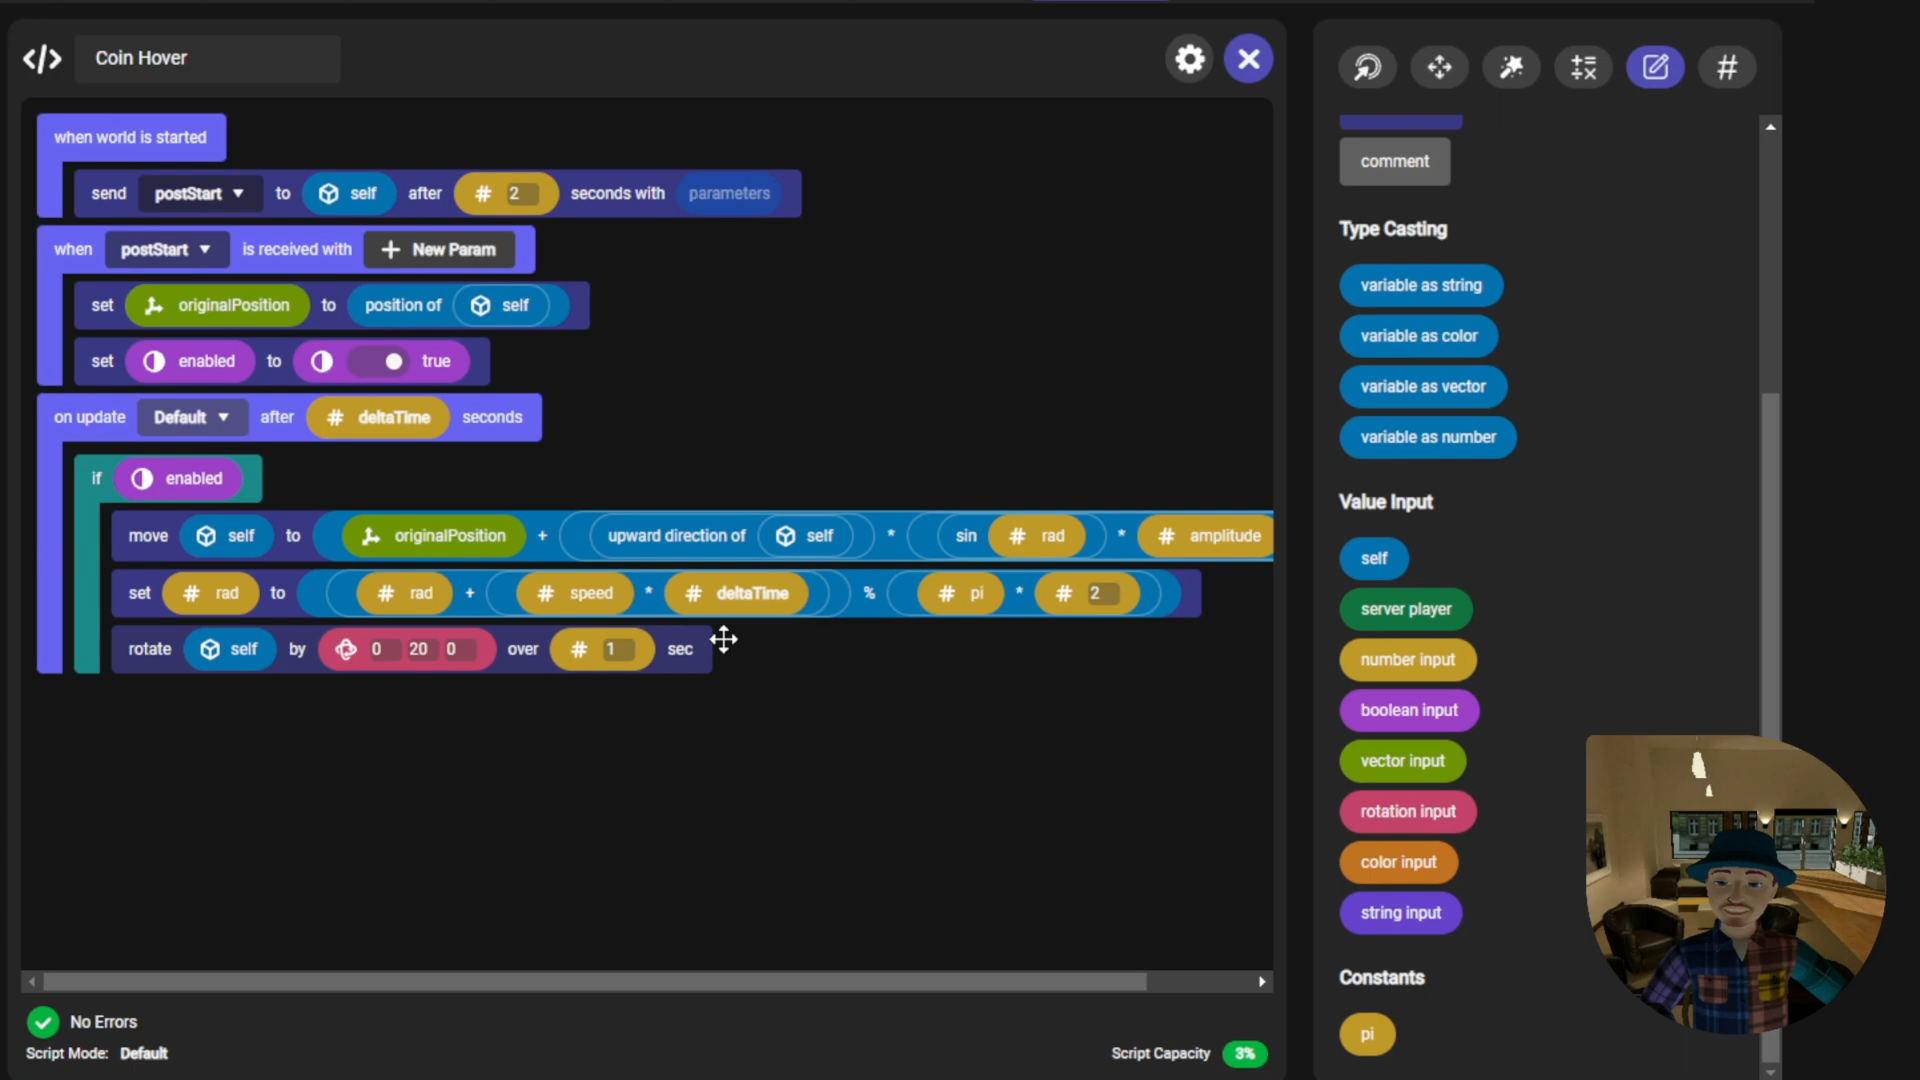 </> Coin Hover
when world is started
send postStart to self after # 2 seconds with parameters
when postStart is received with + New Param
set originalPosition to position of self
set enabled to true
on update Default after # deltaTime seconds
if enabled
move self to originalPosition + upward direction of self * sin # rad * # amplitude
set # rad to # rad + # speed * # deltaTime % # pi * # 2
rotate self by 0 20 0 over # 1 sec
No Errors
Script Mode: Default
Script Capacity 3%
#
comment
Type Casting
variable as string
variable as color
variable as vector
variable as number
Value Input
self
server player
number input
boolean input
vector input
rotation input
color input
string input
Constants
pi